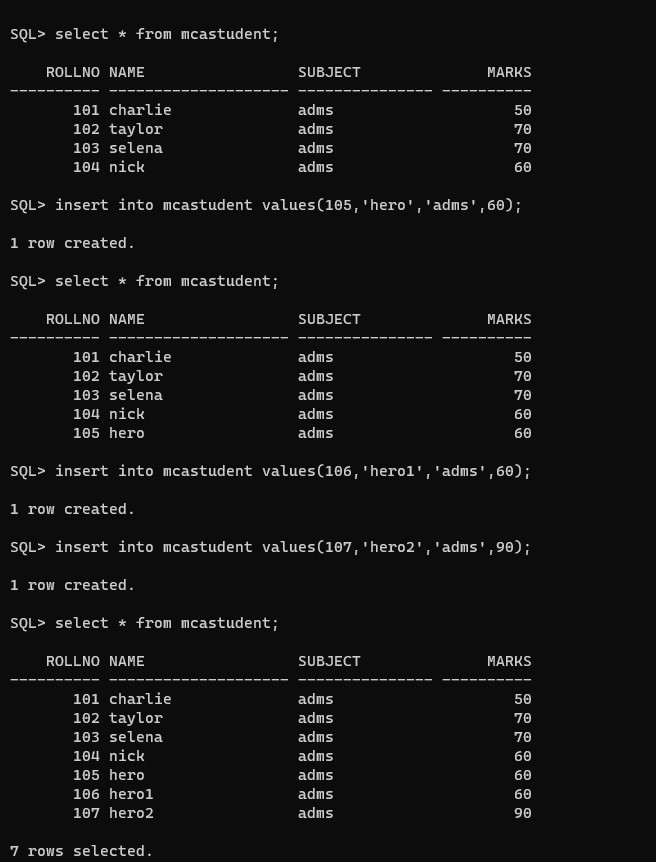 SQL> select * from mcastudent;
ROLLNO NAME SUBJECT MARKS
---------- -------------------- --------------- ----------
101 charlie adms 50
102 taylor adms 70
103 selena adms 70
104 nick adms 60
SQL> insert into mcastudent values(105,'hero','adms',60);
1 row created.
SQL> select * from mcastudent;
ROLLNO NAME SUBJECT MARKS
---------- -------------------- --------------- ----------
101 charlie adms 50
102 taylor adms 70
103 selena adms 70
104 nick adms 60
105 hero adms 60
SQL> insert into mcastudent values(106,'hero1','adms',60);
1 row created.
SQL> insert into mcastudent values(107,'hero2','adms',90);
1 row created.
SQL> select * from mcastudent;
ROLLNO NAME SUBJECT MARKS
---------- -------------------- --------------- ----------
101 charlie adms 50
102 taylor adms 70
103 selena adms 70
104 nick adms 60
105 hero adms 60
106 hero1 adms 60
107 hero2 adms 90
7 rows selected.